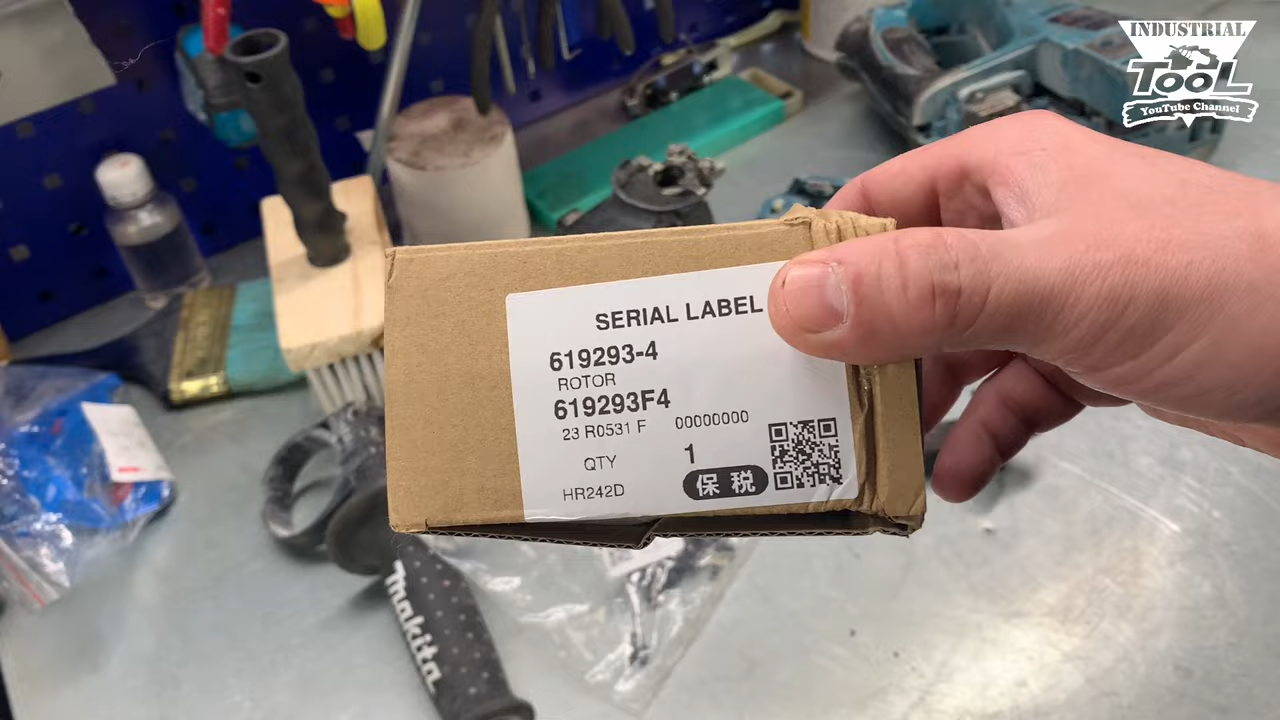 INDUSTRIAL
TOOL
YouTube Channel
SERIAL LABEL
619293-4
ROTOR
619293F4
23 R0531 F 00000000
QTY 1
HR242D 保税
makita